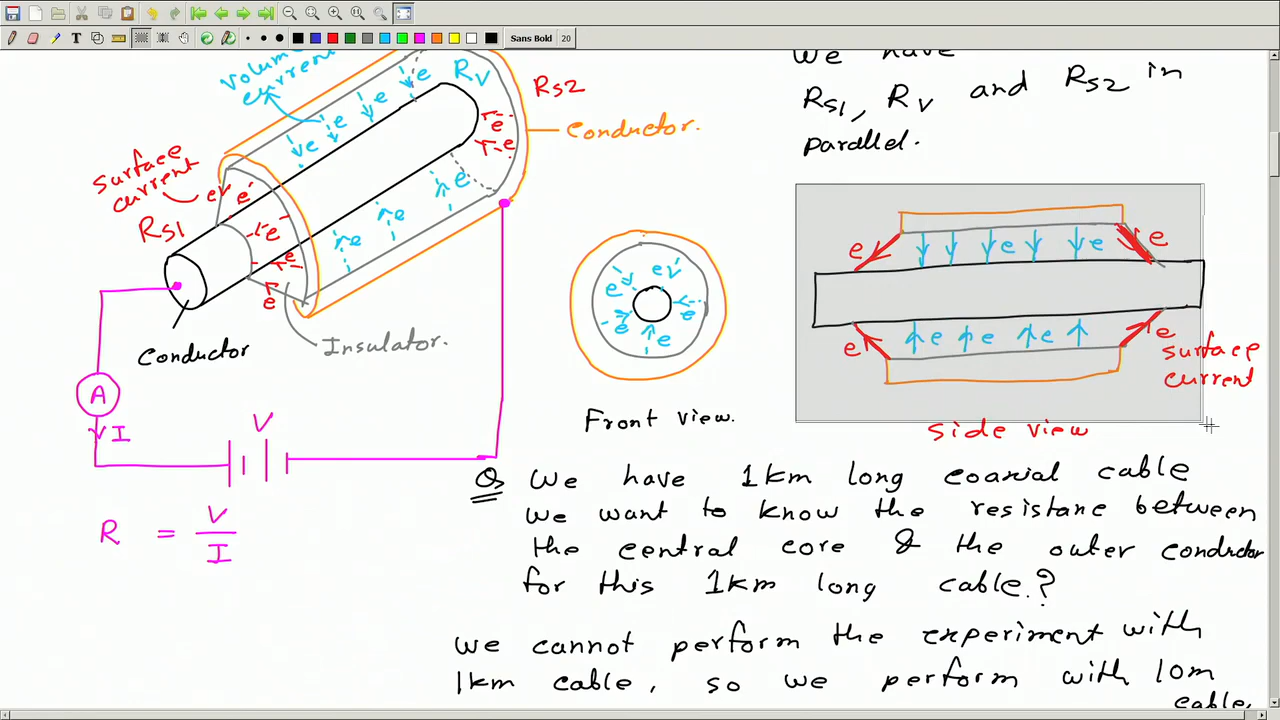 Sans Bold 20
Volume
current
RV
RS2
Conductor.
Surface
current
RS1
e
e
e
e
e
e
e
e
e
e
e
e
e
Conductor
Insulator.
A
I
V
R = V/I
e
e
e
e
e
Front view.
We have
RS1, RV and RS2 in
parallel.
e
e
e
e
e
e
e
e
e
Surface
current
side view
Q We have 1km long coaxial cable
We want to know the resistane between
the central core & the outer conductor
for this 1km long cable.?
We cannot perform the experiment with
1km cable, so we perform with 10m
cable.